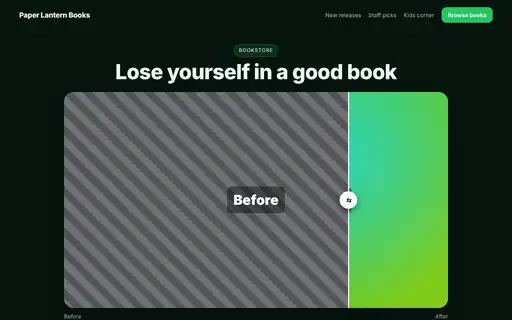 Paper Lantern Books
New releases Staff picks Kids corner Browse books
BOOKSTORE
Lose yourself in a good book
Before
Before After